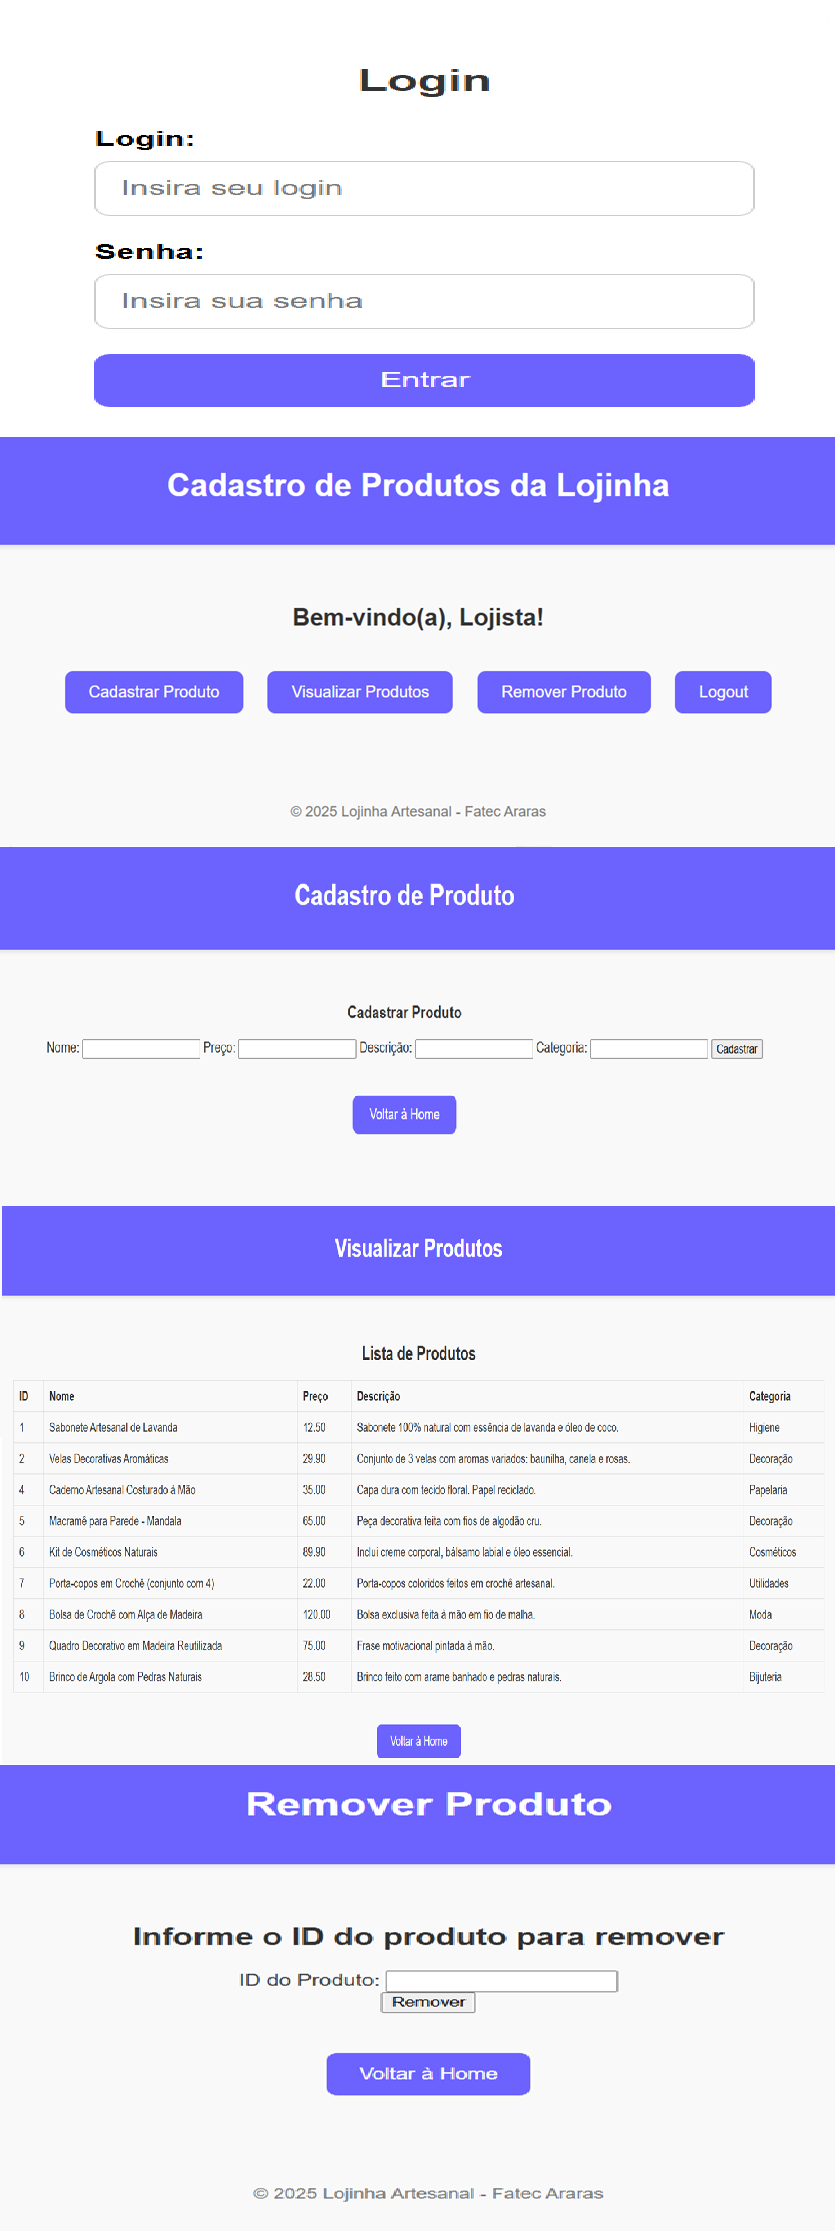 Login
Login:
Insira seu login
Senha:
Insira sua senha
Entrar
Cadastro de Produtos da Lojinha
Bem-vindo(a), Lojista!
Cadastrar Produto Visualizar Produtos Remover Produto Logout
© 2025 Lojinha Artesanal - Fatec Araras
Cadastro de Produto
Cadastrar Produto
Nome: Preço: Descrição: Categoria: Cadastrar
Voltar à Home
Visualizar Produtos
Lista de Produtos
ID Nome Preço Descrição Categoria
1 Sabonete Artesanal de Lavanda 12.50 Sabonete 100% natural com essência de lavanda e óleo de coco. Higiene
2 Velas Decorativas Aromáticas 29.90 Conjunto de 3 velas com aromas variados: baunilha, canela e rosas. Decoração
4 Caderno Artesanal Costurado à Mão 35.00 Capa dura com tecido floral. Papel reciclado. Papelaria
5 Macramê para Parede - Mandala 65.00 Peça decorativa feita com fios de algodão cru. Decoração
6 Kit de Cosméticos Naturais 89.90 Inclui creme corporal, bálsamo labial e óleo essencial. Cosméticos
7 Porta-copos em Crochê (conjunto com 4) 22.00 Porta-copos coloridos feitos em crochê artesanal. Utilidades
8 Bolsa de Crochê com Alça de Madeira 120.00 Bolsa exclusiva feita à mão em fio de malha. Moda
9 Quadro Decorativo em Madeira Reutilizada 75.00 Frase motivacional pintada à mão. Decoração
10 Brinco de Argola com Pedras Naturais 28.50 Brinco feito com arame banhado e pedras naturais. Bijuteria
Voltar à Home
Remover Produto
Informe o ID do produto para remover
ID do Produto:
Remover
Voltar à Home
© 2025 Lojinha Artesanal - Fatec Araras